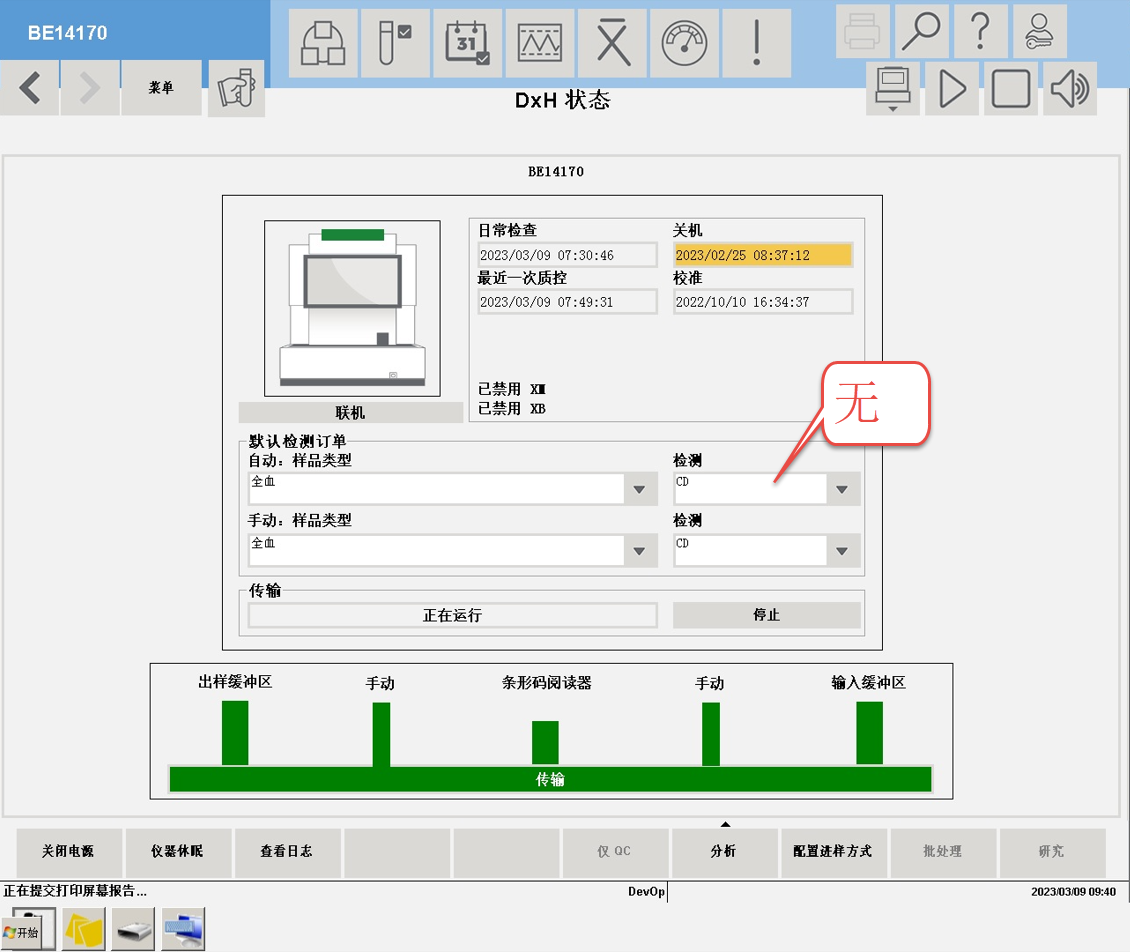 BE14170
31
菜单
DxH 状态
BE14170
日常检查
关机
2023/03/09 07:30:46
2023/02/25 08:37:12
最近一次质控
校准
2023/03/09 07:49:31
2022/10/10 16:34:37
已禁用 XM
已禁用 XB
无
联机
默认检测订单
自动: 样品类型
检测
全血
CD
手动: 样品类型
检测
全血
CD
传输
正在运行
停止
出样缓冲区
手动
条形码阅读器
手动
输入缓冲区
传输
关闭电源
仪器休眠
查看日志
仅 QC
分析
配置进样方式
批处理
研究
正在提交打印屏幕报告...
DevOp
2023/03/09 09:40
开始